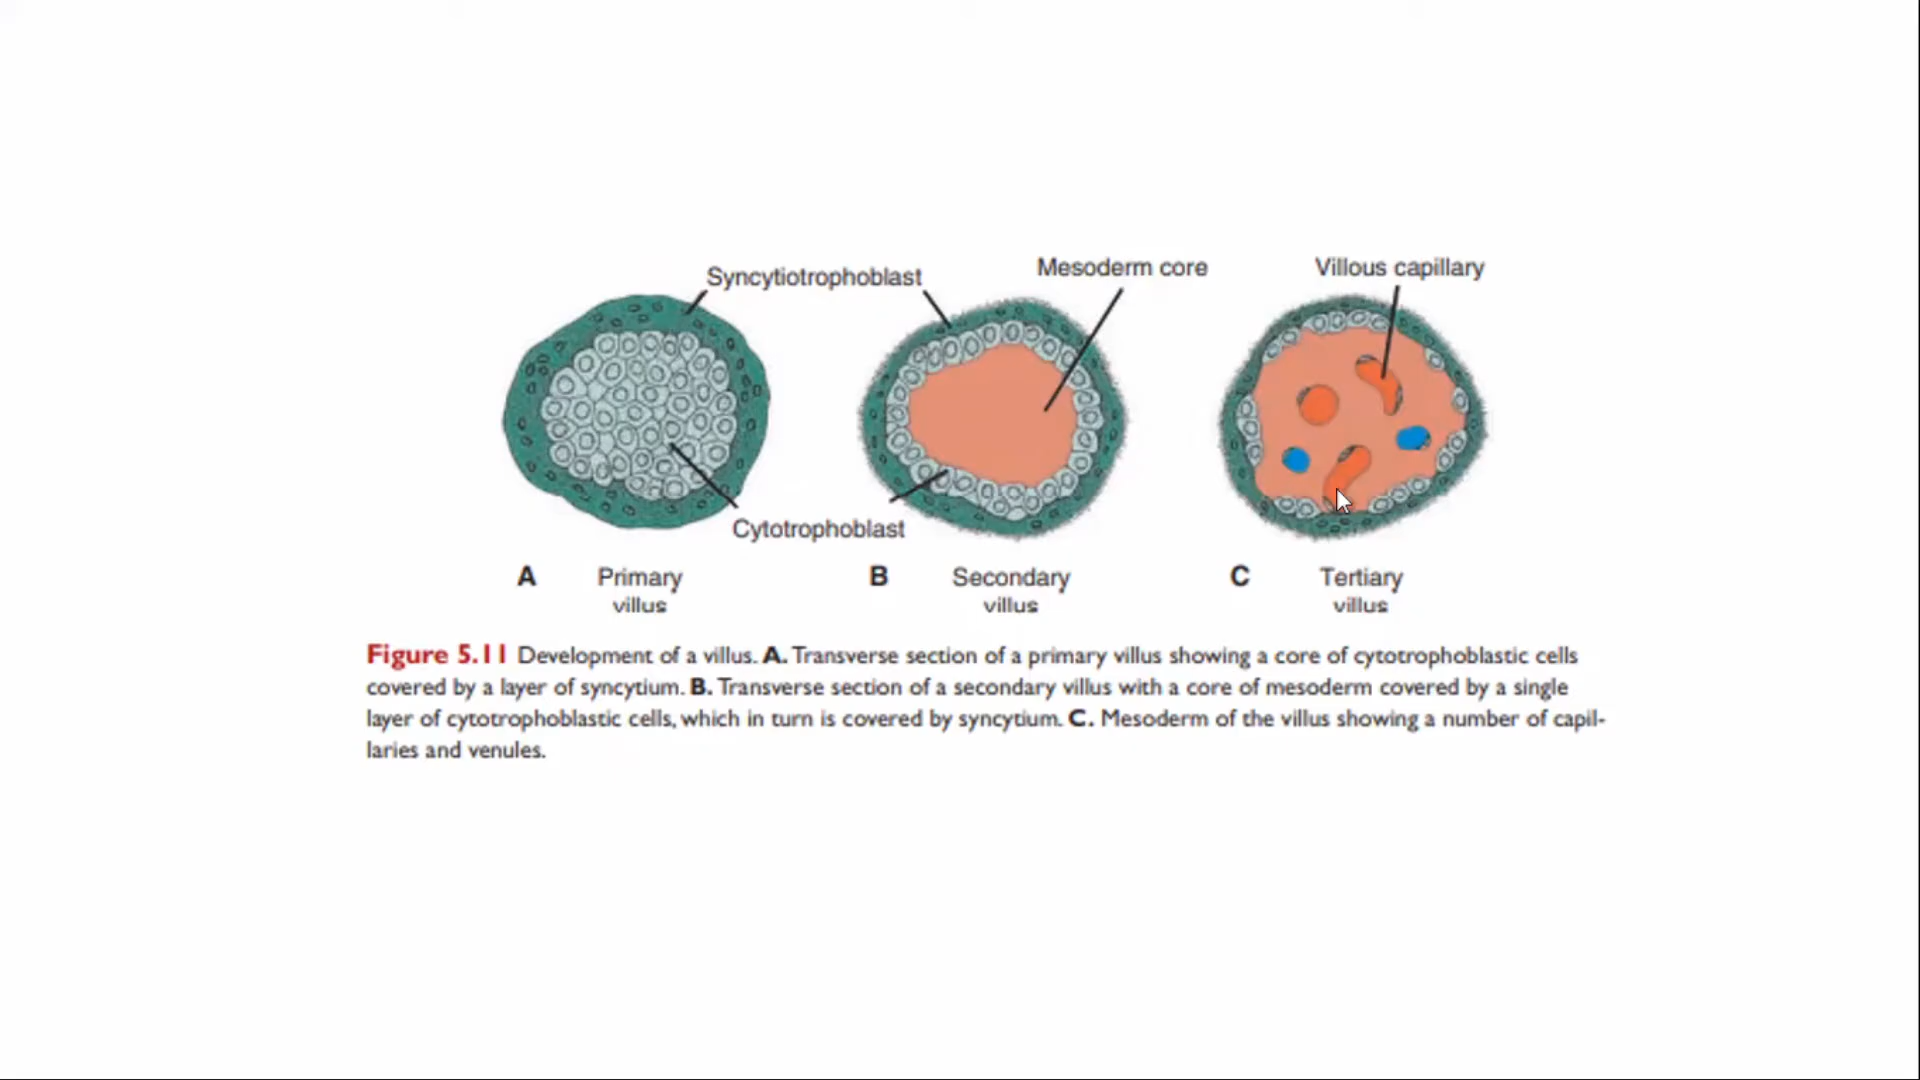 Syncytiotrophoblast
Mesoderm core
Villous capillary
Cytotrophoblast
A Primary villus
B Secondary villus
C Tertiary villus
Figure 5.11 Development of a villus. A. Transverse section of a primary villus showing a core of cytotrophoblastic cells
covered by a layer of syncytium. B. Transverse section of a secondary villus with a core of mesoderm covered by a single
layer of cytotrophoblastic cells, which in turn is covered by syncytium. C. Mesoderm of the villus showing a number of capil-
laries and venules.